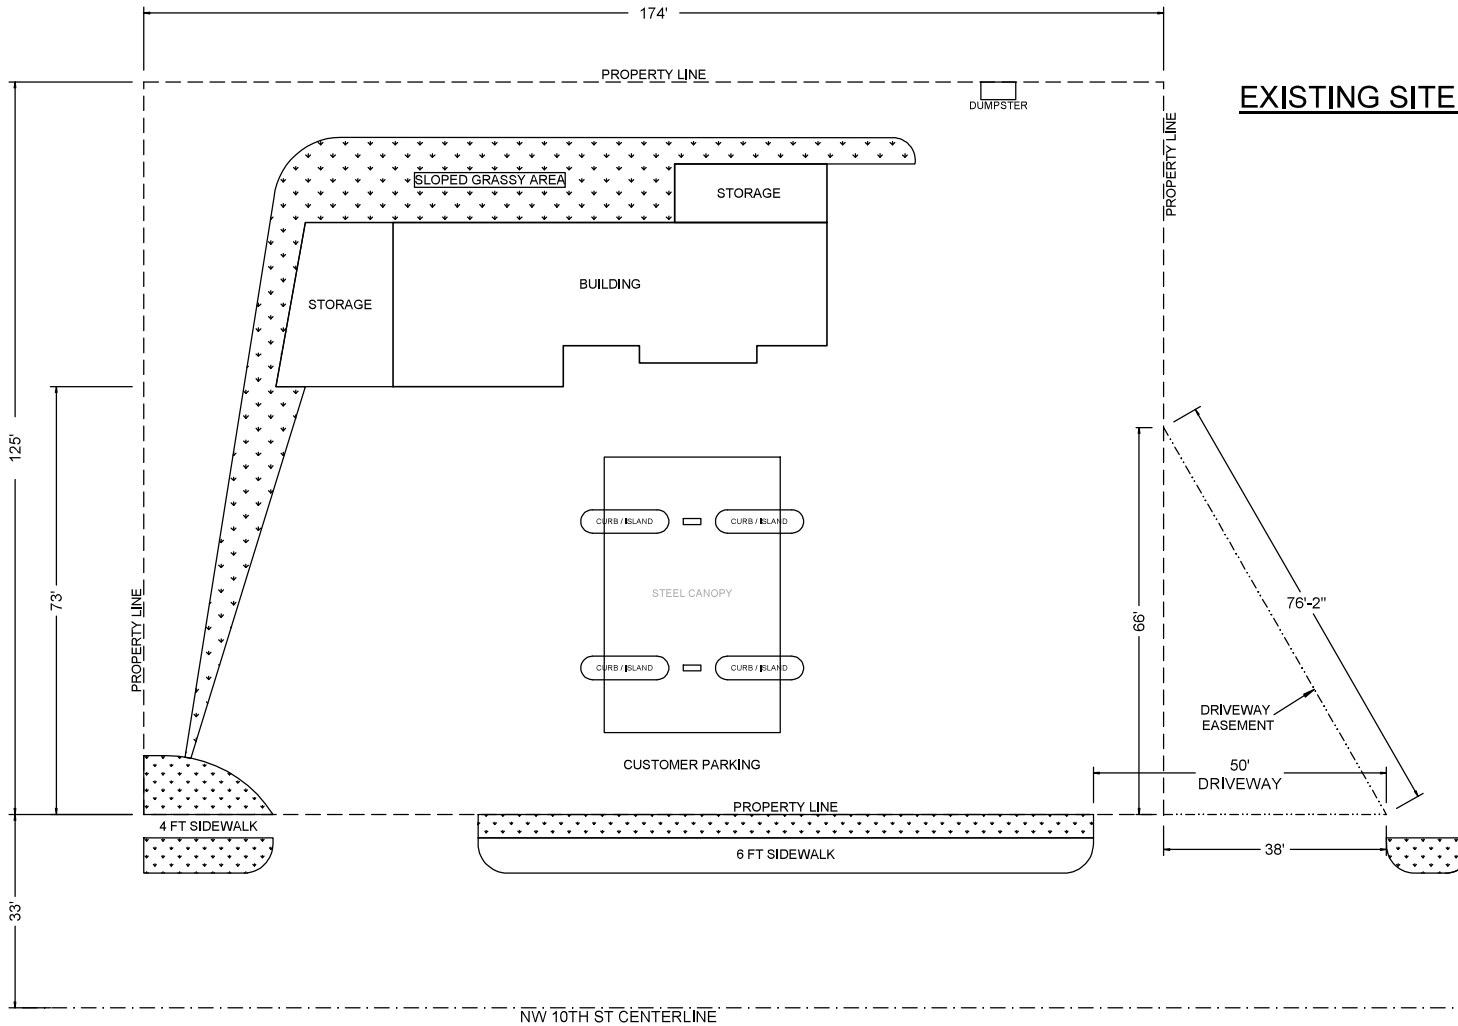 174'
PROPERTY LINE
EXISTING SITE
DUMPSTER
PROPERTY LINE
SLOPED GRASSY AREA
STORAGE
BUILDING
STORAGE
125'
73'
PROPERTY LINE
CURB / ISLAND
CURB / ISLAND
STEEL CANOPY
CURB / ISLAND
CURB / ISLAND
66'
76'-2"
DRIVEWAY
EASEMENT
CUSTOMER PARKING
50'
DRIVEWAY
PROPERTY LINE
4 FT SIDEWALK
6 FT SIDEWALK
38'
33'
NW 10TH ST CENTERLINE